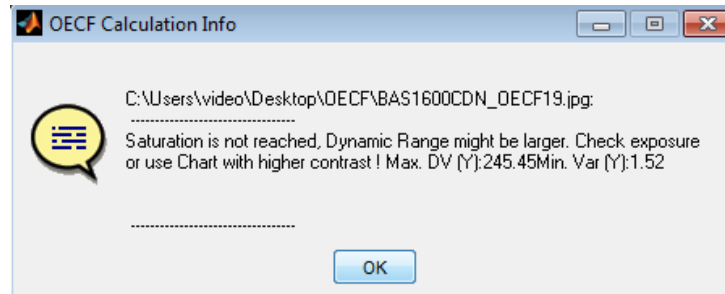 OECF Calculation Info
C:\Users\video\Desktop\OECF\BAS1600CDN_OECF19.jpg:
---------------------------------
Saturation is not reached, Dynamic Range might be larger. Check exposure
or use Chart with higher contrast ! Max. DV (Y):245.45Min. Var (Y):1.52
---------------------------------
OK